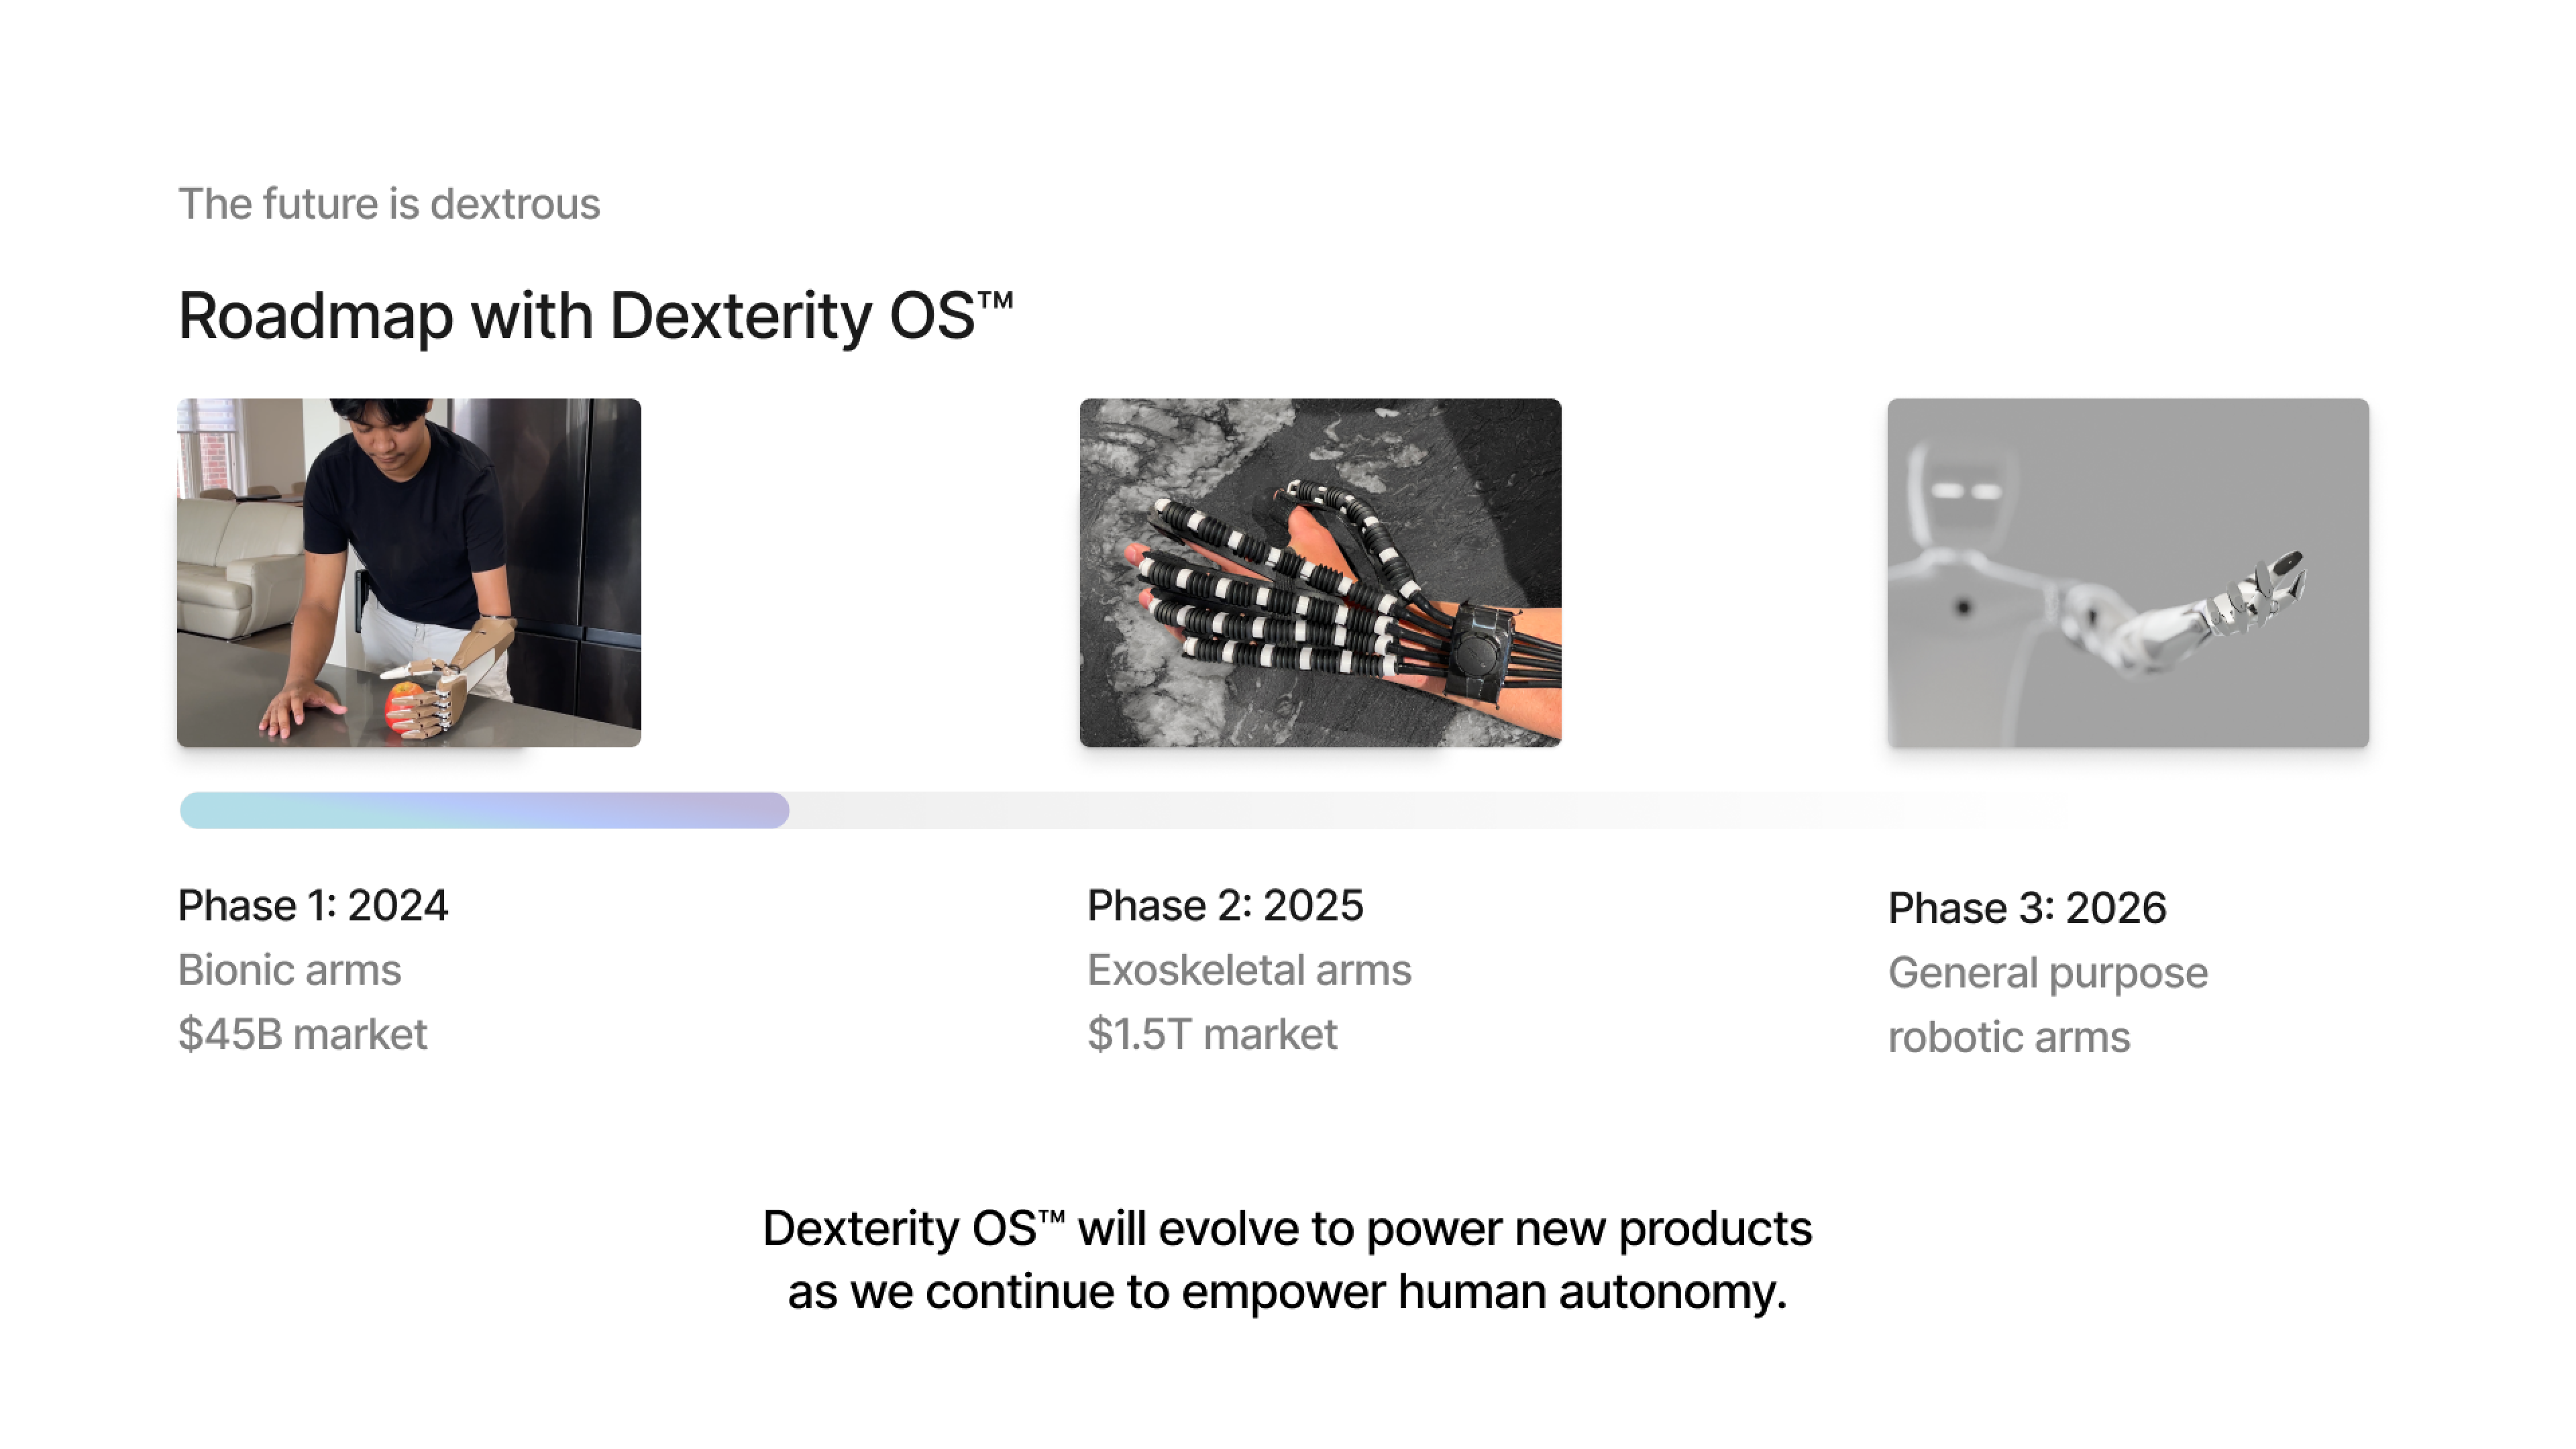 The future is dextrous
Roadmap with Dexterity OS™
Phase 1: 2024
Bionic arms
$45B market
Phase 2: 2025
Exoskeletal arms
$1.5T market
Phase 3: 2026
General purpose
robotic arms
Dexterity OS™ will evolve to power new products
as we continue to empower human autonomy.